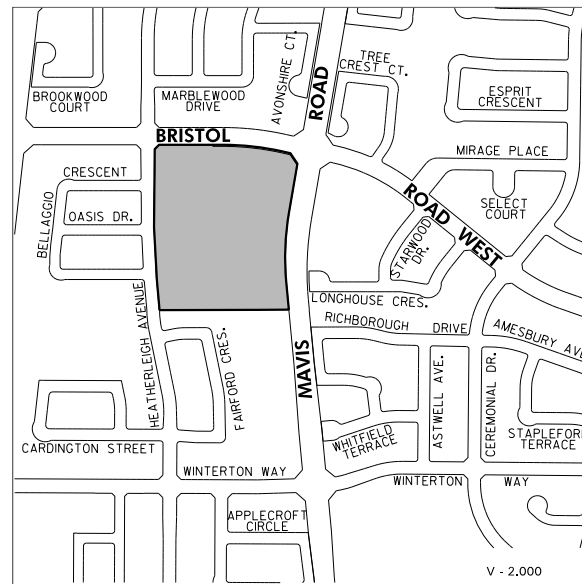 BROOKWOOD
COURT
MARBLEWOOD
DRIVE
AVONSHIRE CT.
ROAD
TREE
CREST CT.
ESPRIT
CRESCENT
BRISTOL
MIRAGE PLACE
CRESCENT
ROAD WEST
SELECT
COURT
BELLAGGIO
OASIS DR.
STARWOOD
DR.
LONGHOUSE CRES.
RICHBOROUGH DRIVE
AMESBURY AV
HEATHERLEIGH AVENUE
FAIRFORD CRES.
MAVIS
ASTWELL AVE.
CEREMONIAL DR.
WHITFIELD
TERRACE
STAPLEFOR
TERRACE
CARDINGTON STREET
WINTERTON WAY
WINTERTON WAY
APPLECROFT
CIRCLE
V - 2.000